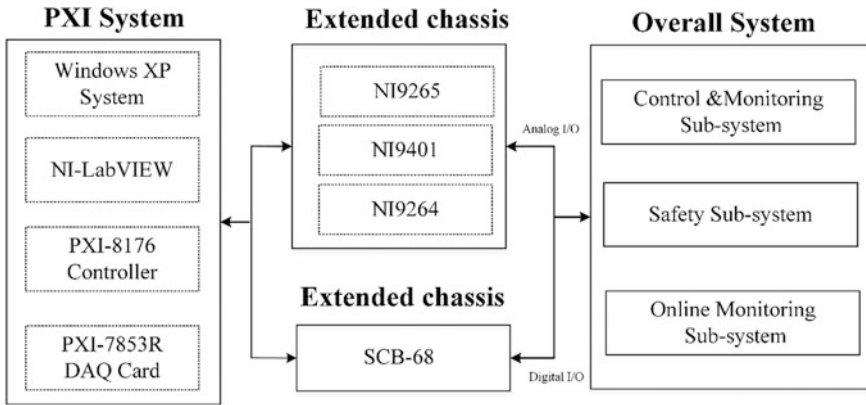 PXI System
Windows XP
System
NI-LabVIEW
PXI-8176
Controller
PXI-7853R
DAQ Card
Extended chassis
NI9265
NI9401
NI9264
Extended chassis
SCB-68
Analog I/O
Digital I/O
Overall System
Control &Monitoring
Sub-system
Safety Sub-system
Online Monitoring
Sub-system